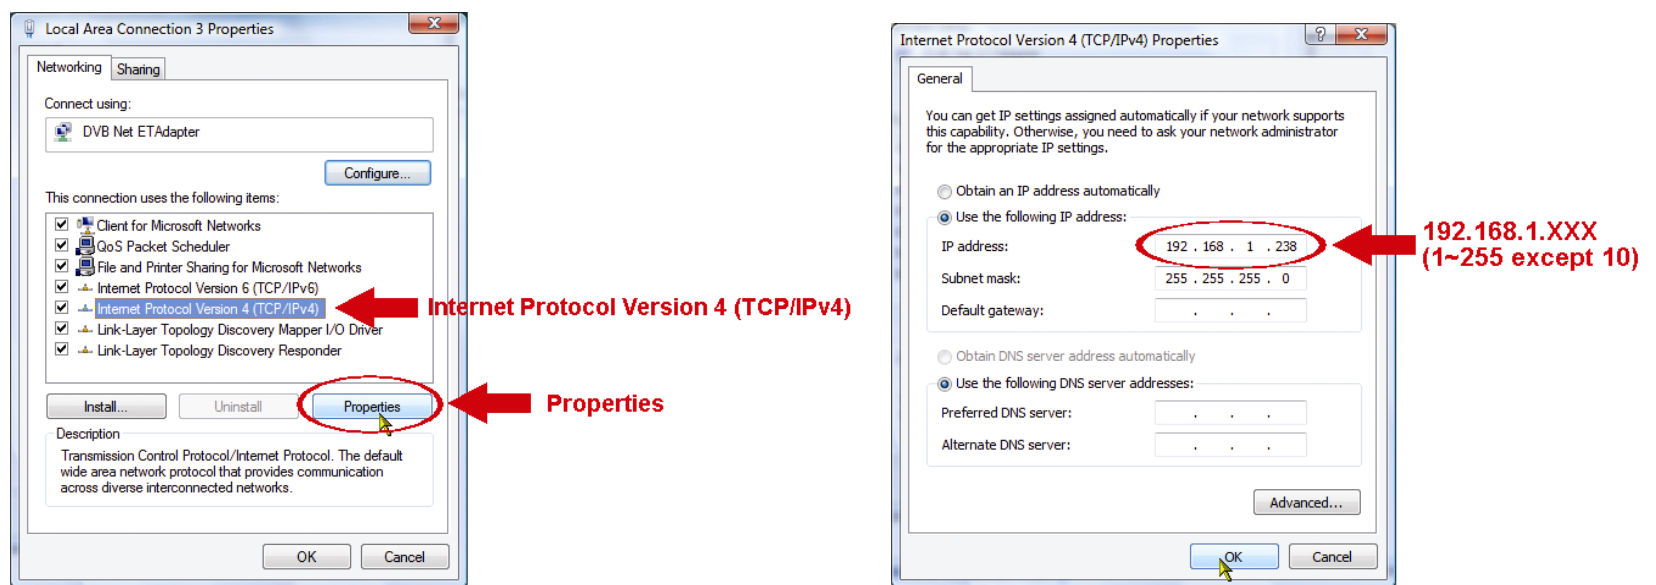 Local Area Connection 3 Properties
Networking
Sharing
Connect using:
DVB Net ETAdapter
Configure...
This connection uses the following items:
Client for Microsoft Networks
QoS Packet Scheduler
File and Printer Sharing for Microsoft Networks
Internet Protocol Version 6 (TCP/IPv6)
Internet Protocol Version 4 (TCP/IPv4)
Link-Layer Topology Discovery Mapper I/O Driver
Link-Layer Topology Discovery Responder
Install...
Uninstall
Properties
Description
Transmission Control Protocol/Internet Protocol. The default
wide area network protocol that provides communication
across diverse interconnected networks.
OK
Cancel
Internet Protocol Version 4 (TCP/IPv4)
Properties
Internet Protocol Version 4 (TCP/IPv4) Properties
General
You can get IP settings assigned automatically if your network supports
this capability. Otherwise, you need to ask your network administrator
for the appropriate IP settings.
Obtain an IP address automatically
Use the following IP address:
IP address: 192 . 168 . 1 . 238
Subnet mask: 255 . 255 . 255 . 0
Default gateway: . . .
Obtain DNS server address automatically
Use the following DNS server addresses:
Preferred DNS server: . . .
Alternate DNS server: . . .
Advanced...
OK
Cancel
192.168.1.XXX
(1~255 except 10)